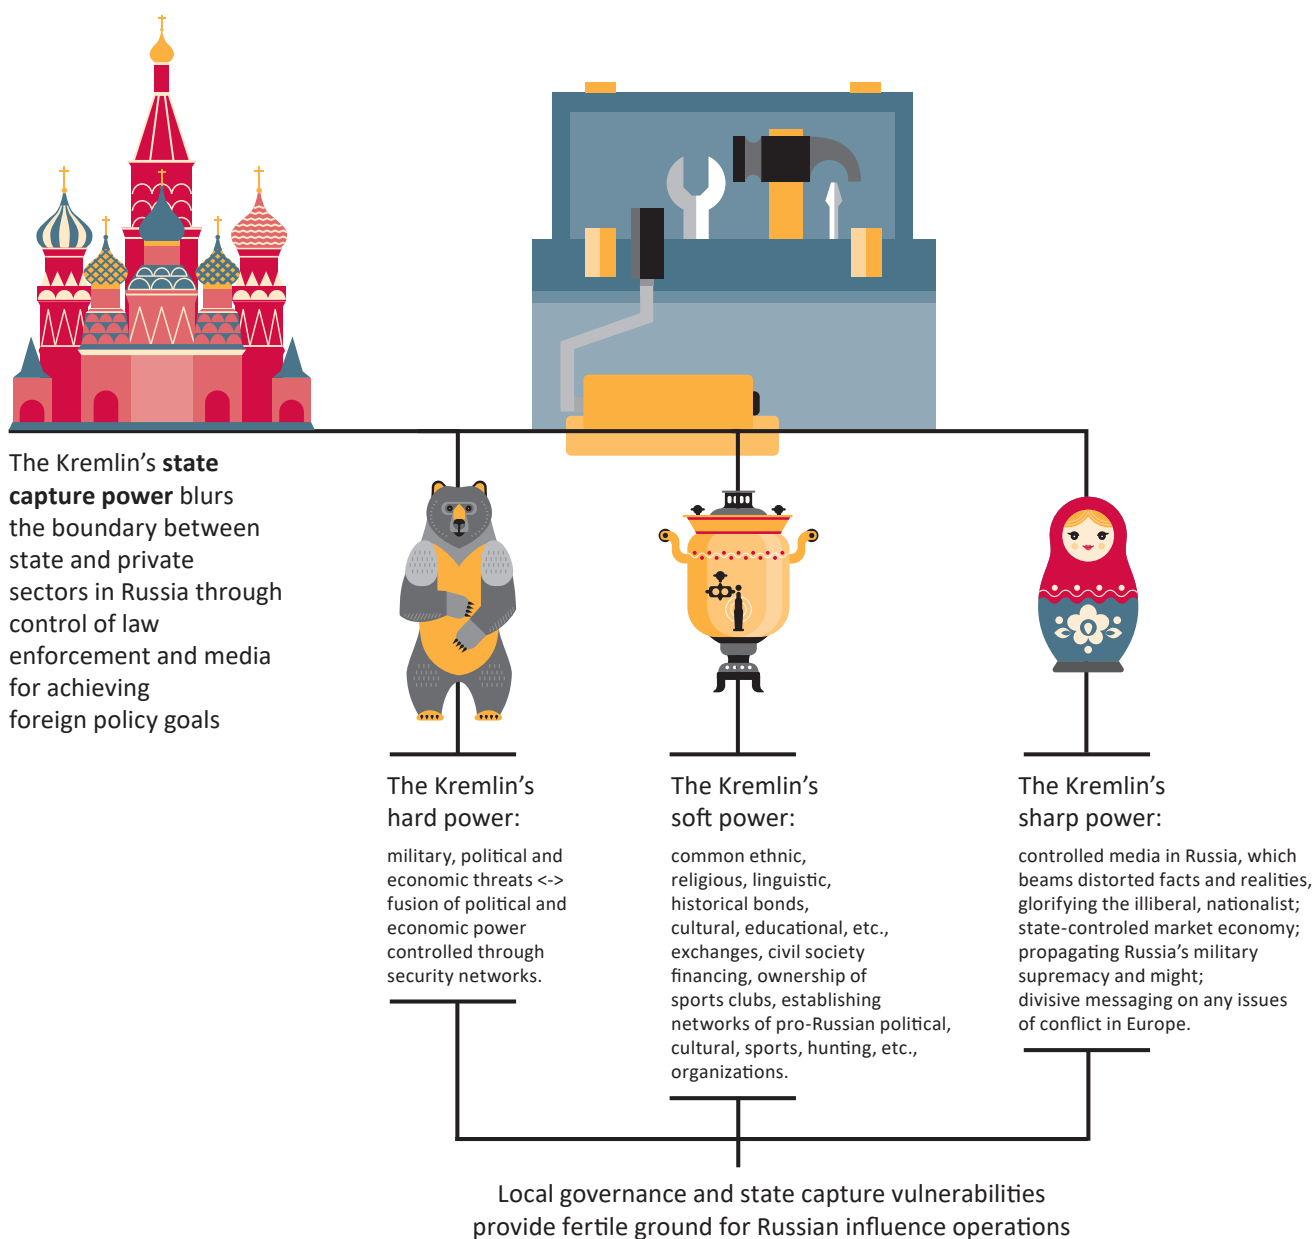 The Kremlin’s state
capture power blurs
the boundary between
state and private
sectors in Russia through
control of law
enforcement and media
for achieving
foreign policy goals
The Kremlin’s
hard power:
military, political and
economic threats <->
fusion of political and
economic power
controlled through
security networks.
The Kremlin’s
soft power:
common ethnic,
religious, linguistic,
historical bonds,
cultural, educational, etc.,
exchanges, civil society
financing, ownership of
sports clubs, establishing
networks of pro-Russian political,
cultural, sports, hunting, etc.,
organizations.
The Kremlin’s
sharp power:
controlled media in Russia, which
beams distorted facts and realities,
glorifying the illiberal, nationalist;
state-controled market economy;
propagating Russia’s military
supremacy and might;
divisive messaging on any issues
of conflict in Europe.
Local governance and state capture vulnerabilities
provide fertile ground for Russian influence operations